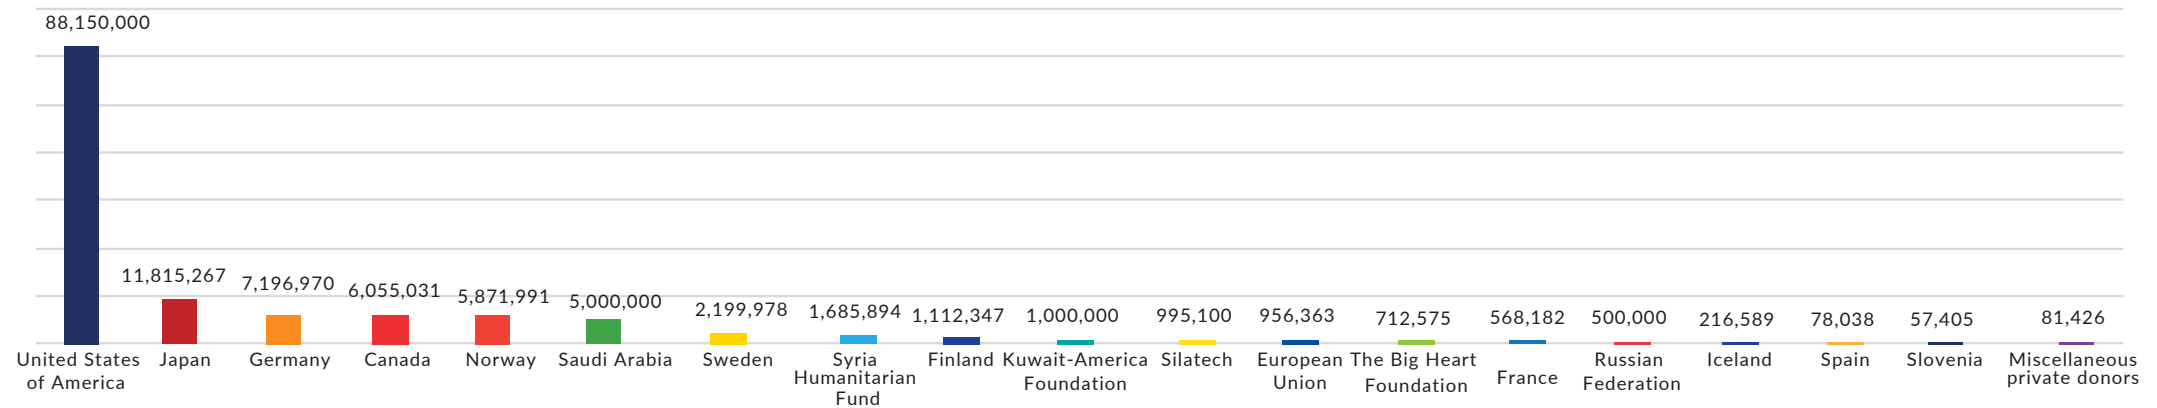 88,150,000
11,815,267
7,196,970
6,055,031
5,871,991
5,000,000
2,199,978
1,685,894
1,112,347
1,000,000
995,100
956,363
712,575
568,182
500,000
216,589
78,038
57,405
81,426
United States
of America
Japan
Germany
Canada
Norway
Saudi Arabia
Sweden
Syria
Humanitarian
Fund
Finland
Kuwait-America
Foundation
Silatech
European
Union
The Big Heart
Foundation
France
Russian
Federation
Iceland
Spain
Slovenia
Miscellaneous
private donors